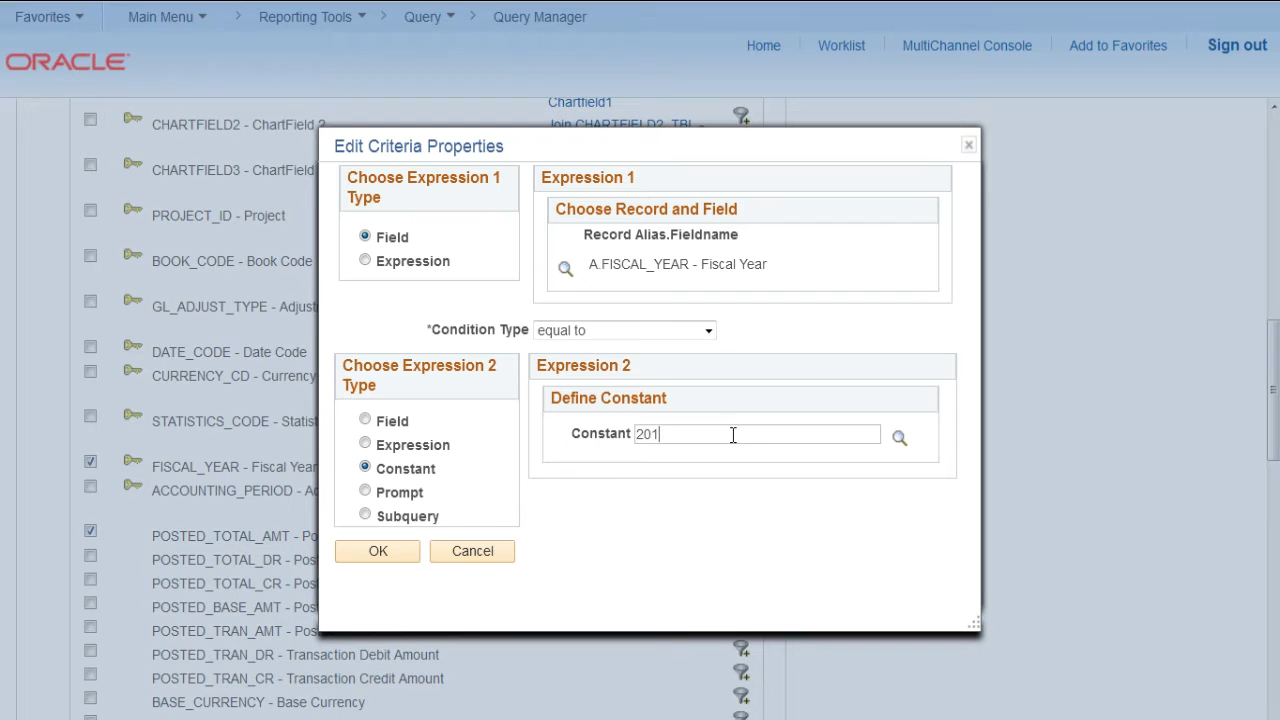 Favorites Main Menu Reporting Tools Query Query Manager
Home Worklist MultiChannel Console Add to Favorites Sign out
ORACLE
Chartfield1
CHARTFIELD2 - ChartField 2
Join CHARTFIELD2_TBL
CHARTFIELD3 - ChartField
PROJECT_ID - Project
BOOK_CODE - Book Code
GL_ADJUST_TYPE - Adjus
DATE_CODE - Date Code
CURRENCY_CD - Currency
STATISTICS_CODE - Statist
FISCAL_YEAR - Fiscal Year
ACCOUNTING_PERIOD - Ac
POSTED_TOTAL_AMT - Po
POSTED_TOTAL_DR - Pos
POSTED_TOTAL_CR - Pos
POSTED_BASE_AMT - Pos
POSTED_TRAN_AMT - Pos
POSTED_TRAN_DR - Transaction Debit Amount
POSTED_TRAN_CR - Transaction Credit Amount
BASE_CURRENCY - Base Currency
Edit Criteria Properties
Choose Expression 1
Type
Field
Expression
Expression 1
Choose Record and Field
Record Alias.Fieldname
A.FISCAL_YEAR - Fiscal Year
*Condition Type equal to
Choose Expression 2
Type
Field
Expression
Constant
Prompt
Subquery
Expression 2
Define Constant
Constant 201
OK Cancel